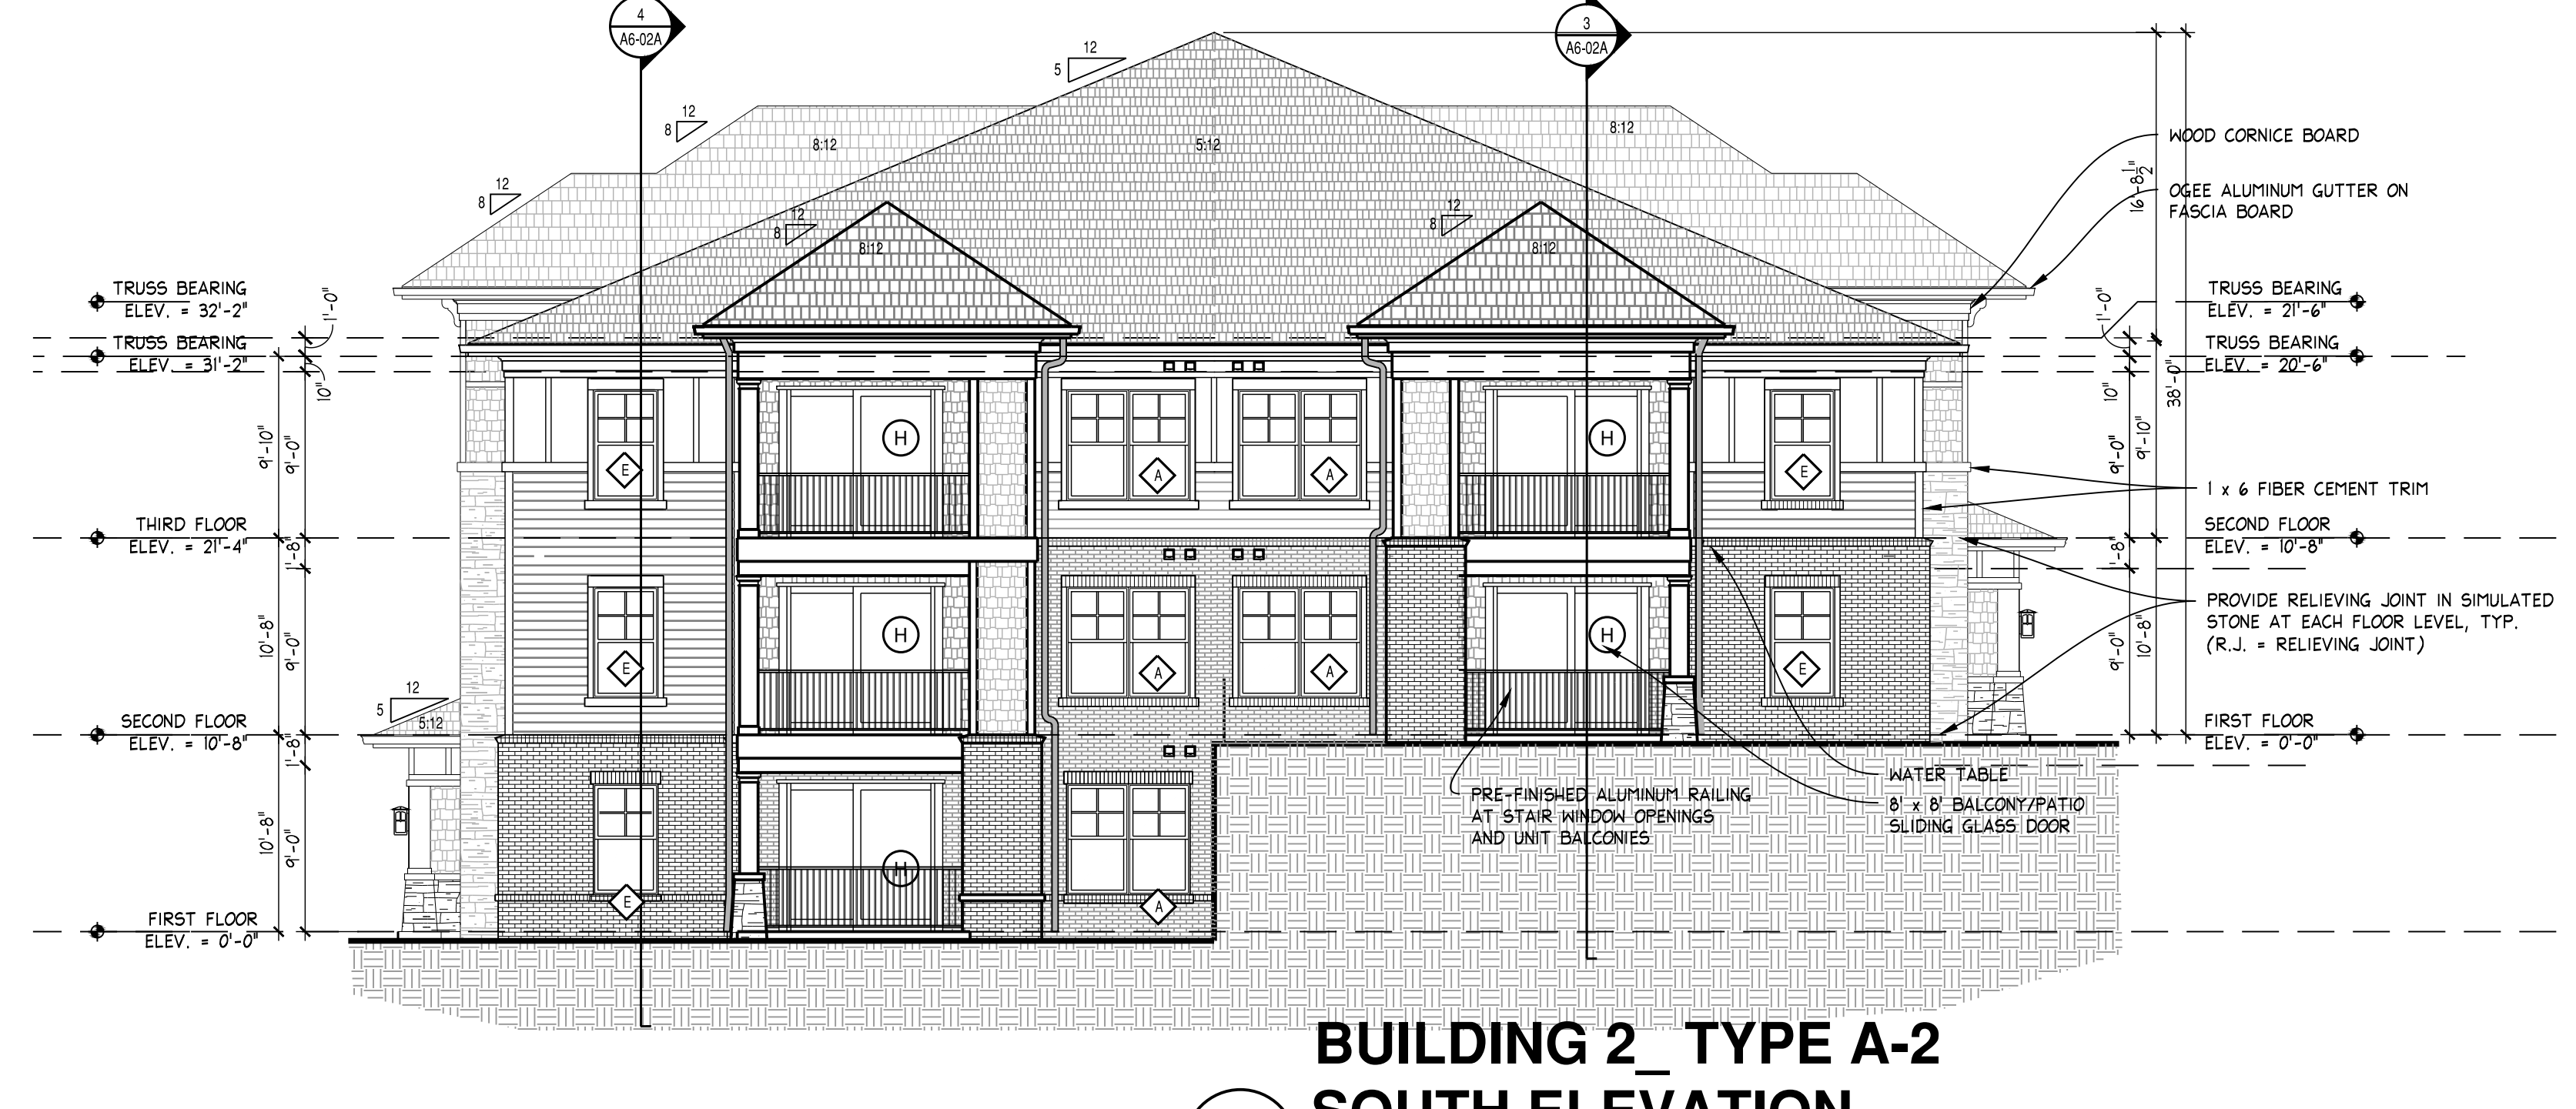 4
A6-02A
3
A6-02A
12
5
12
8
8:12
5:12
8:12
12
8
12
8
8:12
12
8
8:12
WOOD CORNICE BOARD
OGEE ALUMINUM GUTTER ON
FASCIA BOARD
16'-8 1/2"
38'-0"
TRUSS BEARING
ELEV. = 32'-2"
TRUSS BEARING
ELEV. = 31'-2"
1'-0"
10"
9'-10"
9'-0"
THIRD FLOOR
ELEV. = 21'-4"
1'-8"
10'-8"
9'-0"
SECOND FLOOR
ELEV. = 10'-8"
1'-8"
10'-8"
9'-0"
FIRST FLOOR
ELEV. = 0'-0"
12
5
5:12
E
H
A
A
H
E
E
H
A
A
H
E
E
H
A
TRUSS BEARING
ELEV. = 21'-6"
TRUSS BEARING
ELEV. = 20'-6"
1'-0"
10"
9'-0"
9'-10"
1 x 6 FIBER CEMENT TRIM
SECOND FLOOR
ELEV. = 10'-8"
1'-8"
9'-0"
10'-8"
PROVIDE RELIEVING JOINT IN SIMULATED
STONE AT EACH FLOOR LEVEL, TYP.
(R.J. = RELIEVING JOINT)
FIRST FLOOR
ELEV. = 0'-0"
WATER TABLE
8' x 8' BALCONY/PATIO
SLIDING GLASS DOOR
PRE-FINISHED ALUMINUM RAILING
AT STAIR WINDOW OPENINGS
AND UNIT BALCONIES
BUILDING 2_ TYPE A-2
SOUTH ELEVATION